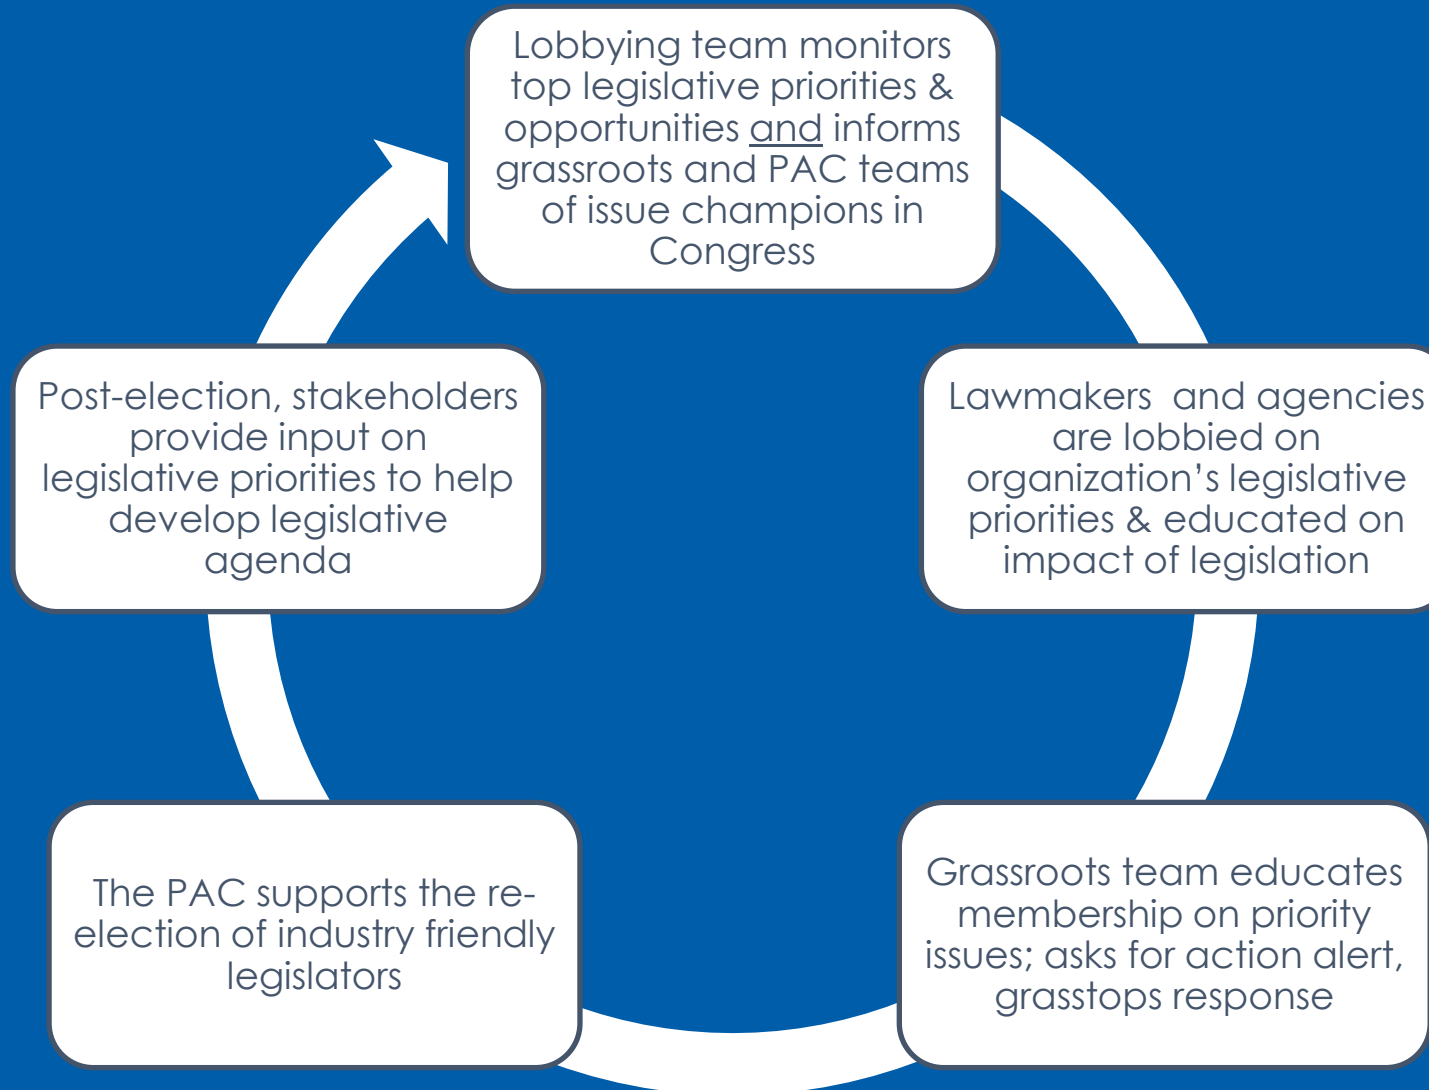 Lobbying team monitors
top legislative priorities &
opportunities and informs
grassroots and PAC teams
of issue champions in
Congress
Lawmakers  and agencies
are lobbied on
organization’s legislative
priorities & educated on
impact of legislation
Grassroots team educates
membership on priority
issues; asks for action alert,
grasstops response
The PAC supports the re-
election of industry friendly
legislators
Post-election, stakeholders
provide input on
legislative priorities to help
develop legislative
agenda